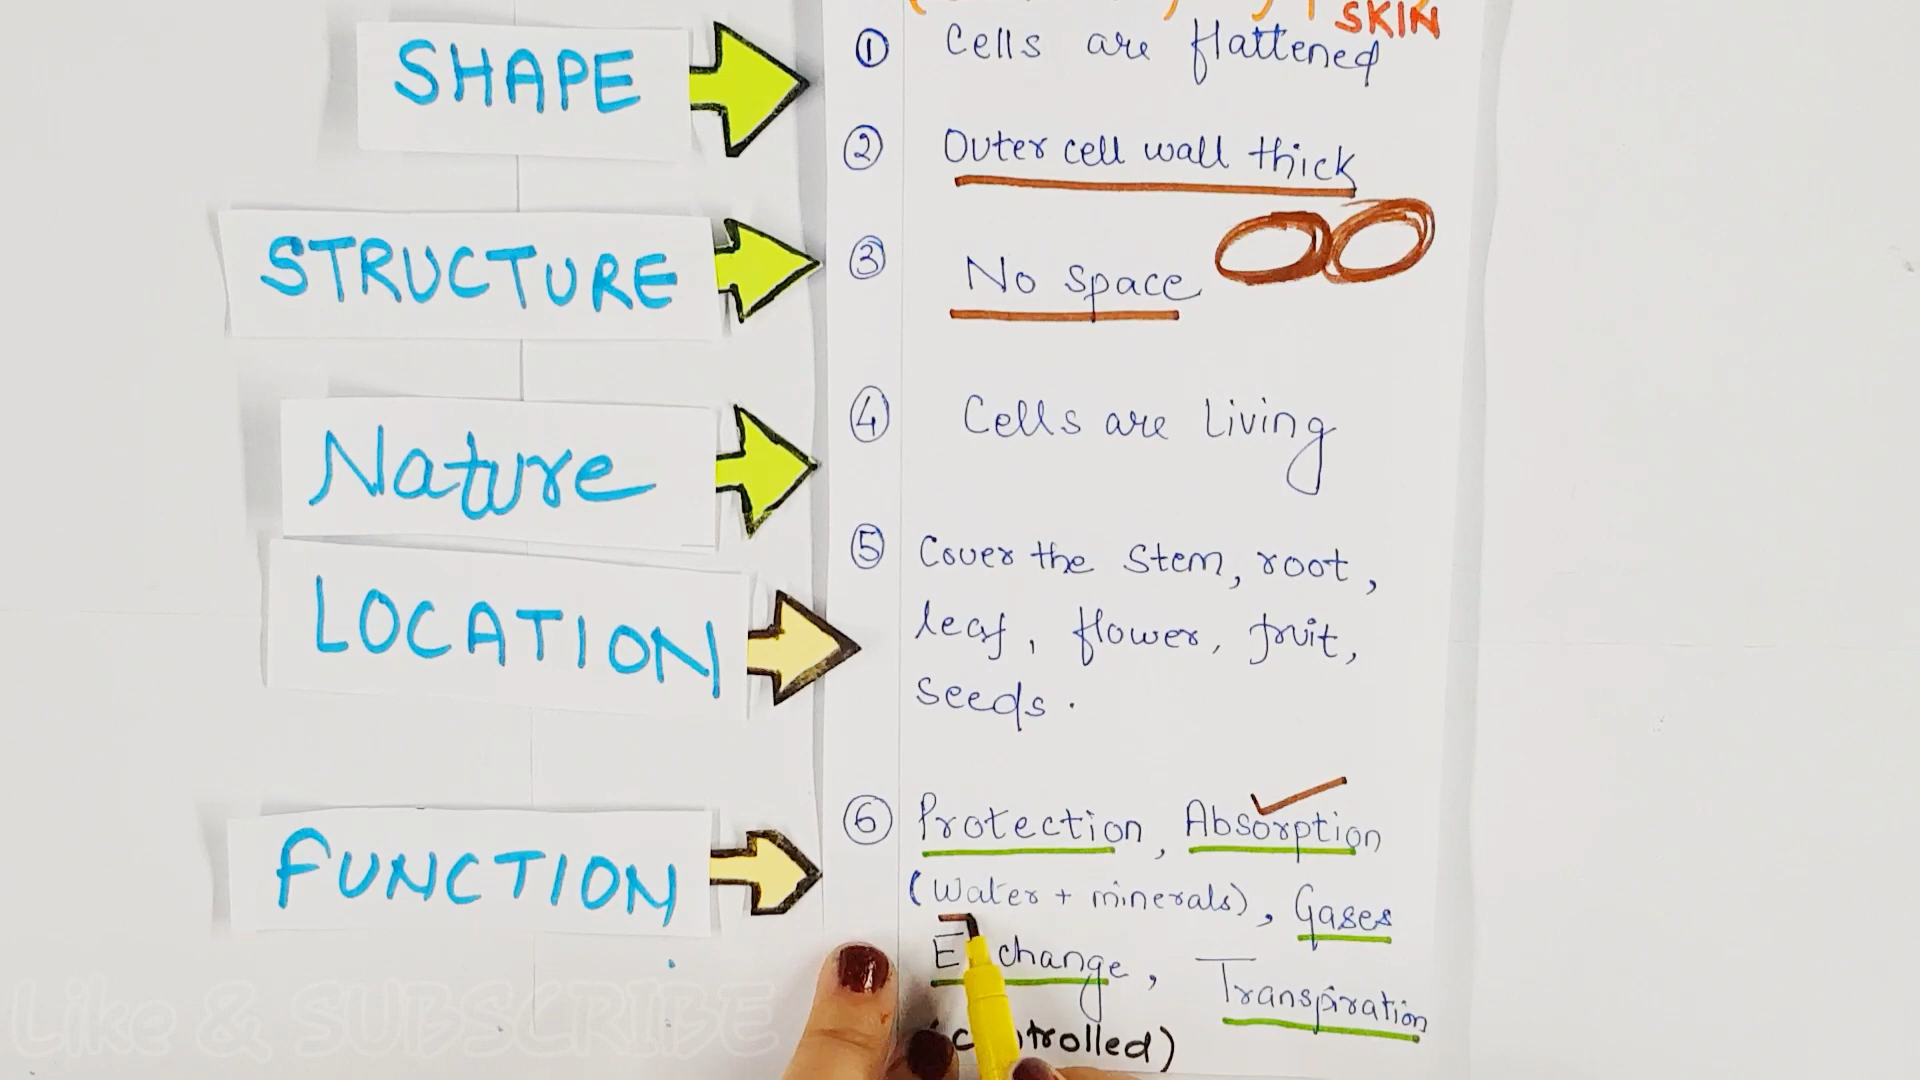 SKIN
SHAPE
① Cells are flattened
② Outer cell wall thick
STRUCTURE
③ No space
Nature
④ Cells are Living
LOCATION
⑤ Cover the Stem, root,
leaf, flower, fruit,
seeds.
FUNCTION
⑥ Protection, Absorption
(Water + minerals), Gases
Exchange, Transpiration
(controlled)
Like & SUBSCRIBE